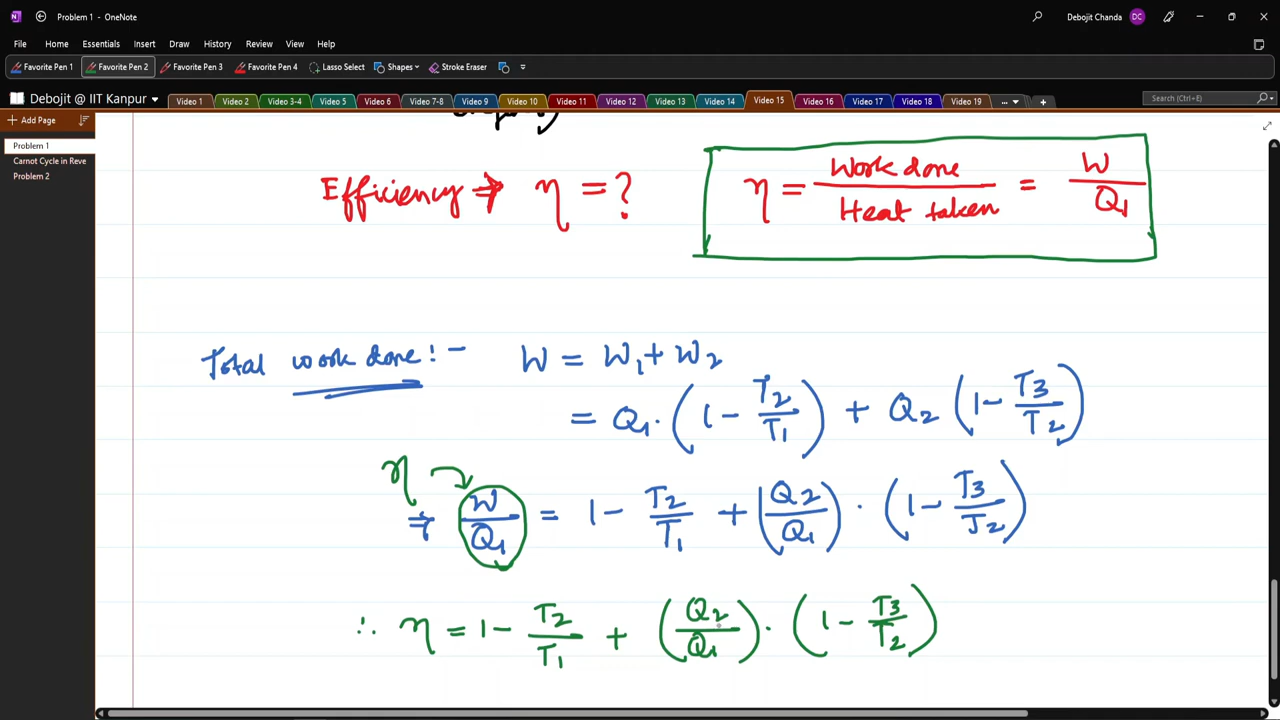 Problem 1 - OneNote
Debojit Chanda DC
File Home Essentials Insert Draw History Review View Help
Favorite Pen 1 Favorite Pen 2 Favorite Pen 3 Favorite Pen 4 Lasso Select Shapes Stroke Eraser
Debojit @ IIT Kanpur Video 1 Video 2 Video 3-4 Video 5 Video 6 Video 7-8 Video 9 Video 10 Video 11 Video 12 Video 13 Video 14 Video 15 Video 16 Video 17 Video 18 Video 19 ... Search (Ctrl+E)
Add Page
Problem 1
Carnot Cycle in Reve
Problem 2
Efficiency ⇒ η = ? η = Work done / Heat taken = W / Q1
Total work done :- W = W1 + W2
= Q1 . (1 - T2/T1) + Q2 (1 - T3/T2)
η
⇒ W/Q1 = 1 - T2/T1 + (Q2/Q1) . (1 - T3/T2)
∴ η = 1 - T2/T1 + (Q2/Q1) . (1 - T3/T2)